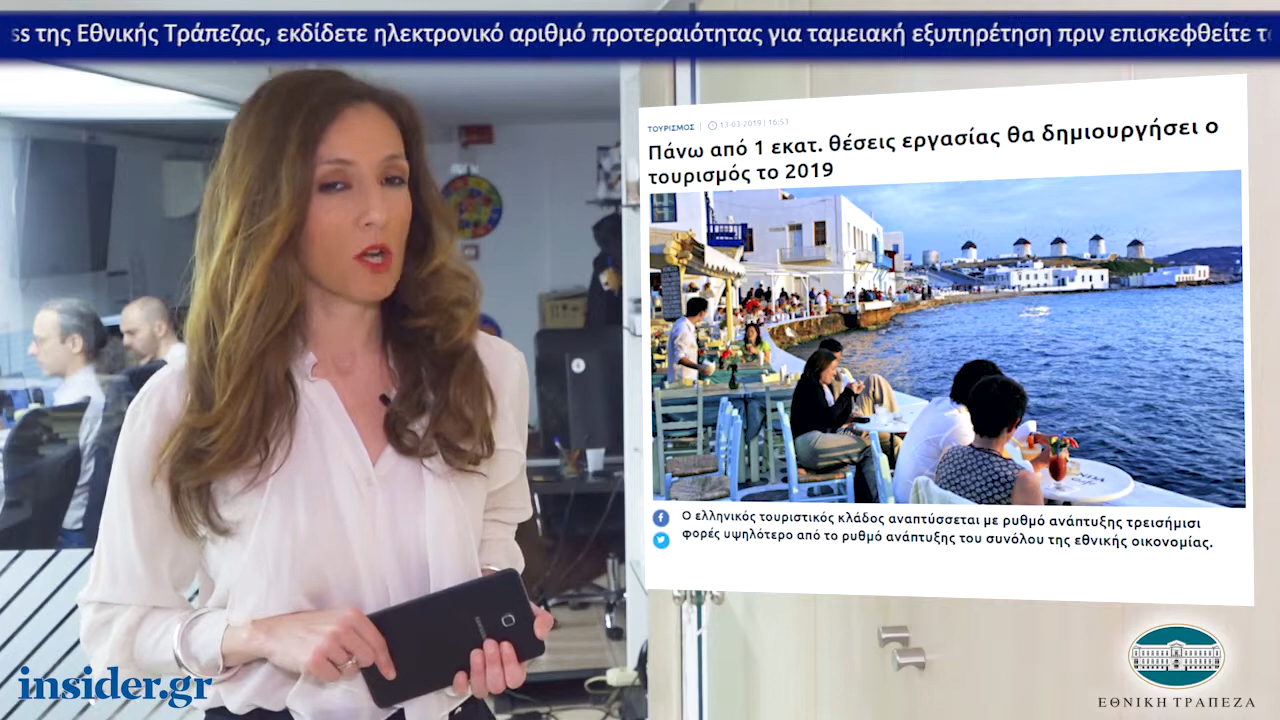 ss της Εθνικής Τράπεζας, εκδίδετε ηλεκτρονικό αριθμό προτεραιότητας για ταμειακή εξυπηρέτηση πριν επισκεφθείτε τ
ΤΟΥΡΙΣΜΟΣ | 13-03-2019 | 16:53
Πάνω από 1 εκατ. θέσεις εργασίας θα δημιουργήσει ο
τουρισμός το 2019
Ο ελληνικός τουριστικός κλάδος αναπτύσσεται με ρυθμό ανάπτυξης τρεισήμισι
φορές υψηλότερο από το ρυθμό ανάπτυξης του συνόλου της εθνικής οικονομίας.
SAMSUNG
insider.gr
ΕΘΝΙΚΗ ΤΡΑΠΕΖΑ